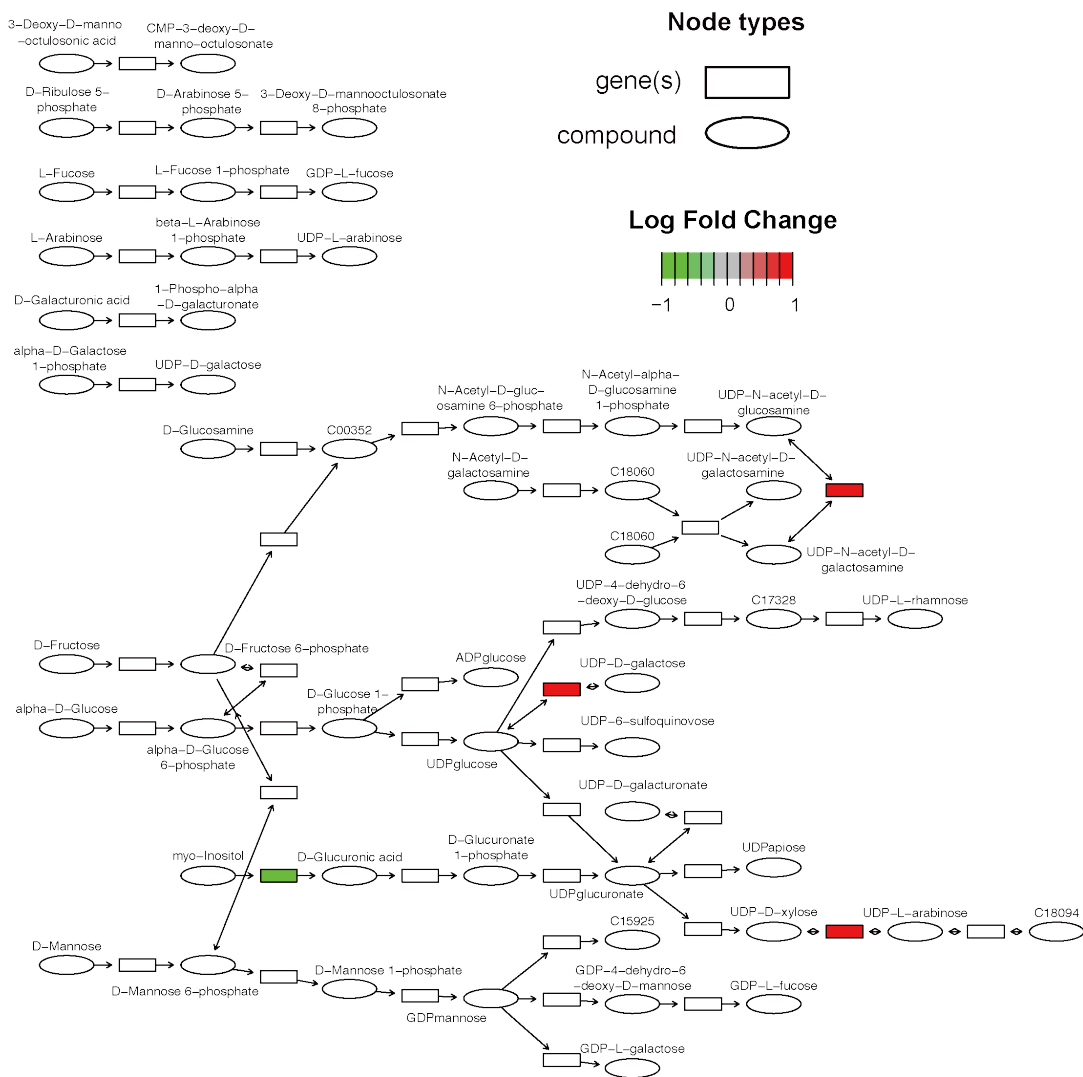 3-Deoxy-D-manno
-octulosonic acid
CMP-3-deoxy-D-
manno-octulosonate
Node types
gene(s)
compound
D-Ribulose 5-
phosphate
D-Arabinose 5-
phosphate
3-Deoxy-D-mannooctulosonate
8-phosphate
L-Fucose
L-Fucose 1-phosphate
GDP-L-fucose
L-Arabinose
beta-L-Arabinose
1-phosphate
UDP-L-arabinose
Log Fold Change
-1
0
1
D-Galacturonic acid
1-Phospho-alpha
-D-galacturonate
alpha-D-Galactose
1-phosphate
UDP-D-galactose
D-Glucosamine
C00352
N-Acetyl-D-gluc-
osamine 6-phosphate
N-Acetyl-alpha-
D-glucosamine
1-phosphate
UDP-N-acetyl-D-
glucosamine
N-Acetyl-D-
galactosamine
C18060
UDP-N-acetyl-D-
galactosamine
C18060
UDP-N-acetyl-D-
galactosamine
UDP-4-dehydro-6
-deoxy-D-glucose
C17328
UDP-L-rhamnose
D-Fructose
D-Fructose 6-phosphate
ADPglucose
UDP-D-galactose
alpha-D-Glucose
alpha-D-Glucose
6-phosphate
D-Glucose 1-
phosphate
UDPglucose
UDP-6-sulfoquinovose
UDP-D-galacturonate
myo-Inositol
D-Glucuronic acid
D-Glucuronate
1-phosphate
UDPglucuronate
UDPapiose
UDP-D-xylose
UDP-L-arabinose
C18094
D-Mannose
D-Mannose 6-phosphate
D-Mannose 1-phosphate
GDPmannose
C15925
GDP-4-dehydro-6
-deoxy-D-mannose
GDP-L-fucose
GDP-L-galactose